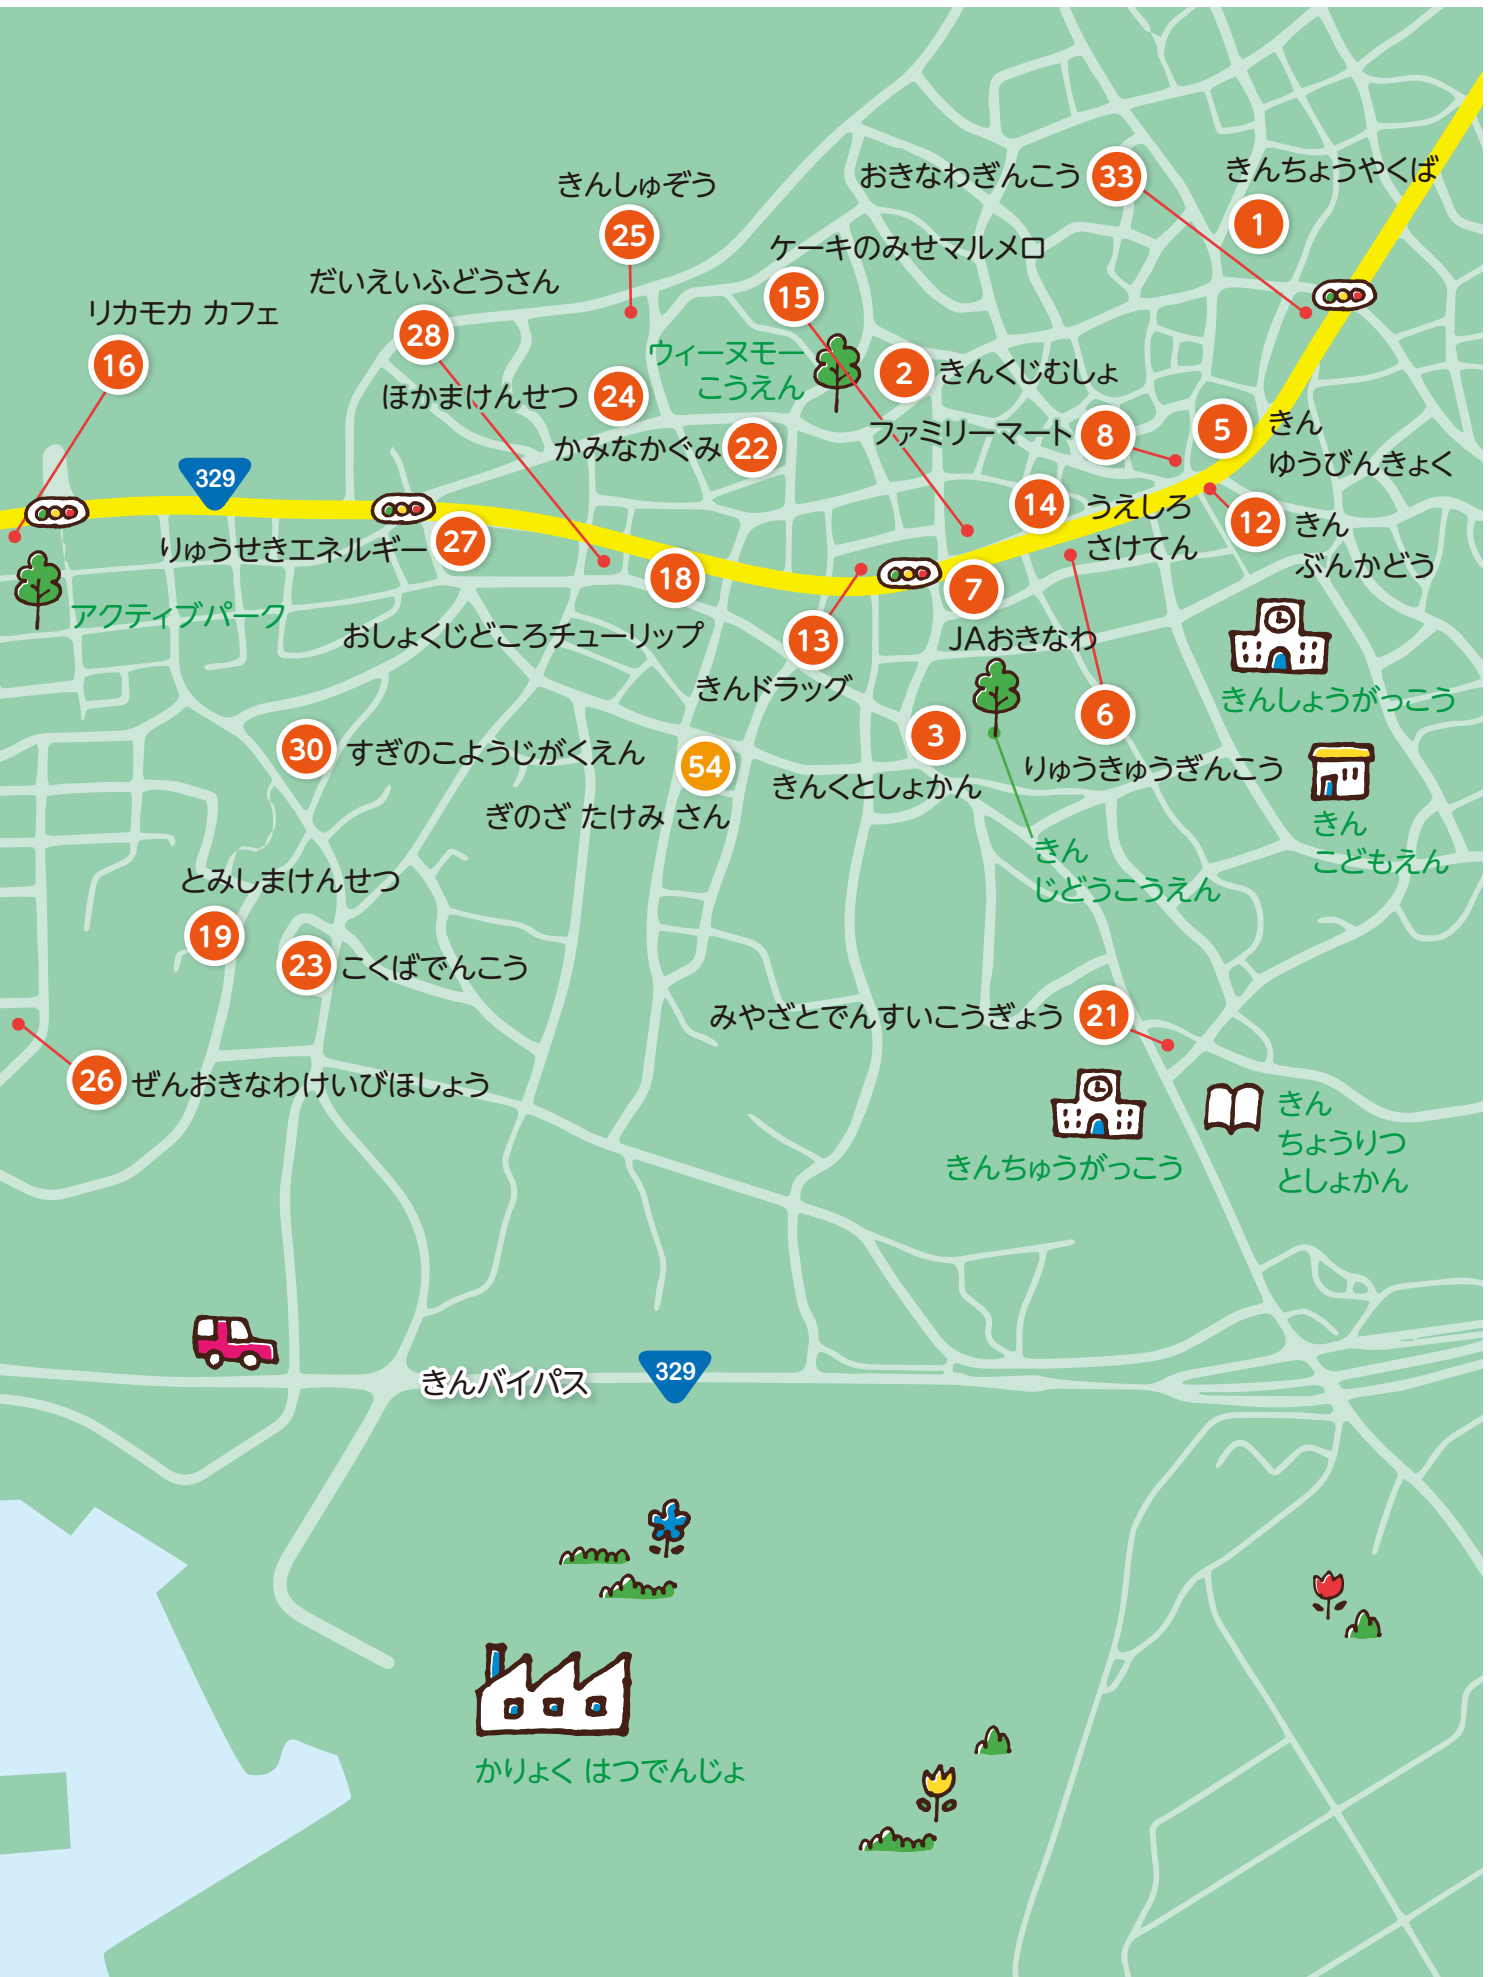 おきなわぎんこう
33
きんちょうやくば
1
きんしゅぞう
25
ケーキのみせマルメロ
15
だいえいふどうさん
28
リカモカ カフェ
16
ウィーヌモー
こうえん
2
きんくじむしょ
ほかまけんせつ
24
かみなかぐみ
22
ファミリーマート
8
5
きん
ゆうびんきょく
329
14
うえしろ
さけてん
12
きん
ぶんかどう
りゅうせきエネルギー
27
18
7
JAおきなわ
アクティブパーク
おしょくじどころチューリップ
13
きんドラッグ
きんしょうがっこう
3
きんくとしょかん
6
りゅうきゅうぎんこう
30
すぎのこようじがくえん
54
ぎのざ たけみ さん
きん
こどもえん
きん
じどうこうえん
とみしまけんせつ
19
23
こくばでんこう
みやざとでんすいこうぎょう
21
26
ぜんおきなわけいびほしょう
きん
ちょうりつ
としょかん
きんちゅうがっこう
きんバイパス
329
かりょく はつでんじょ